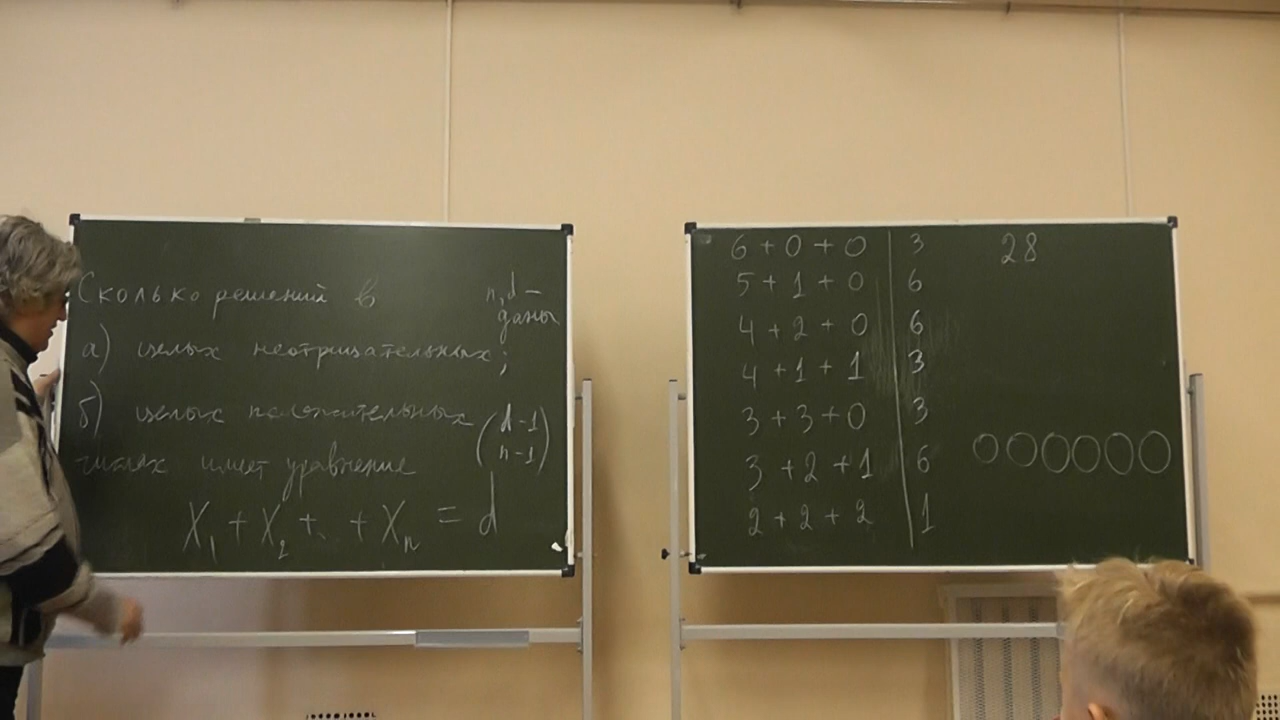 Сколько решений в
n, d –
даны
а) целых неотрицательных;
б) целых положительных
(d-1
n-1)
числах имеет уравнение
X₁ + X₂ + .. + Xₙ = d
6 + 0 + 0 | 3
28
5 + 1 + 0 | 6
4 + 2 + 0 | 6
4 + 1 + 1 | 3
3 + 3 + 0 | 3
3 + 2 + 1 | 6
2 + 2 + 2 | 1